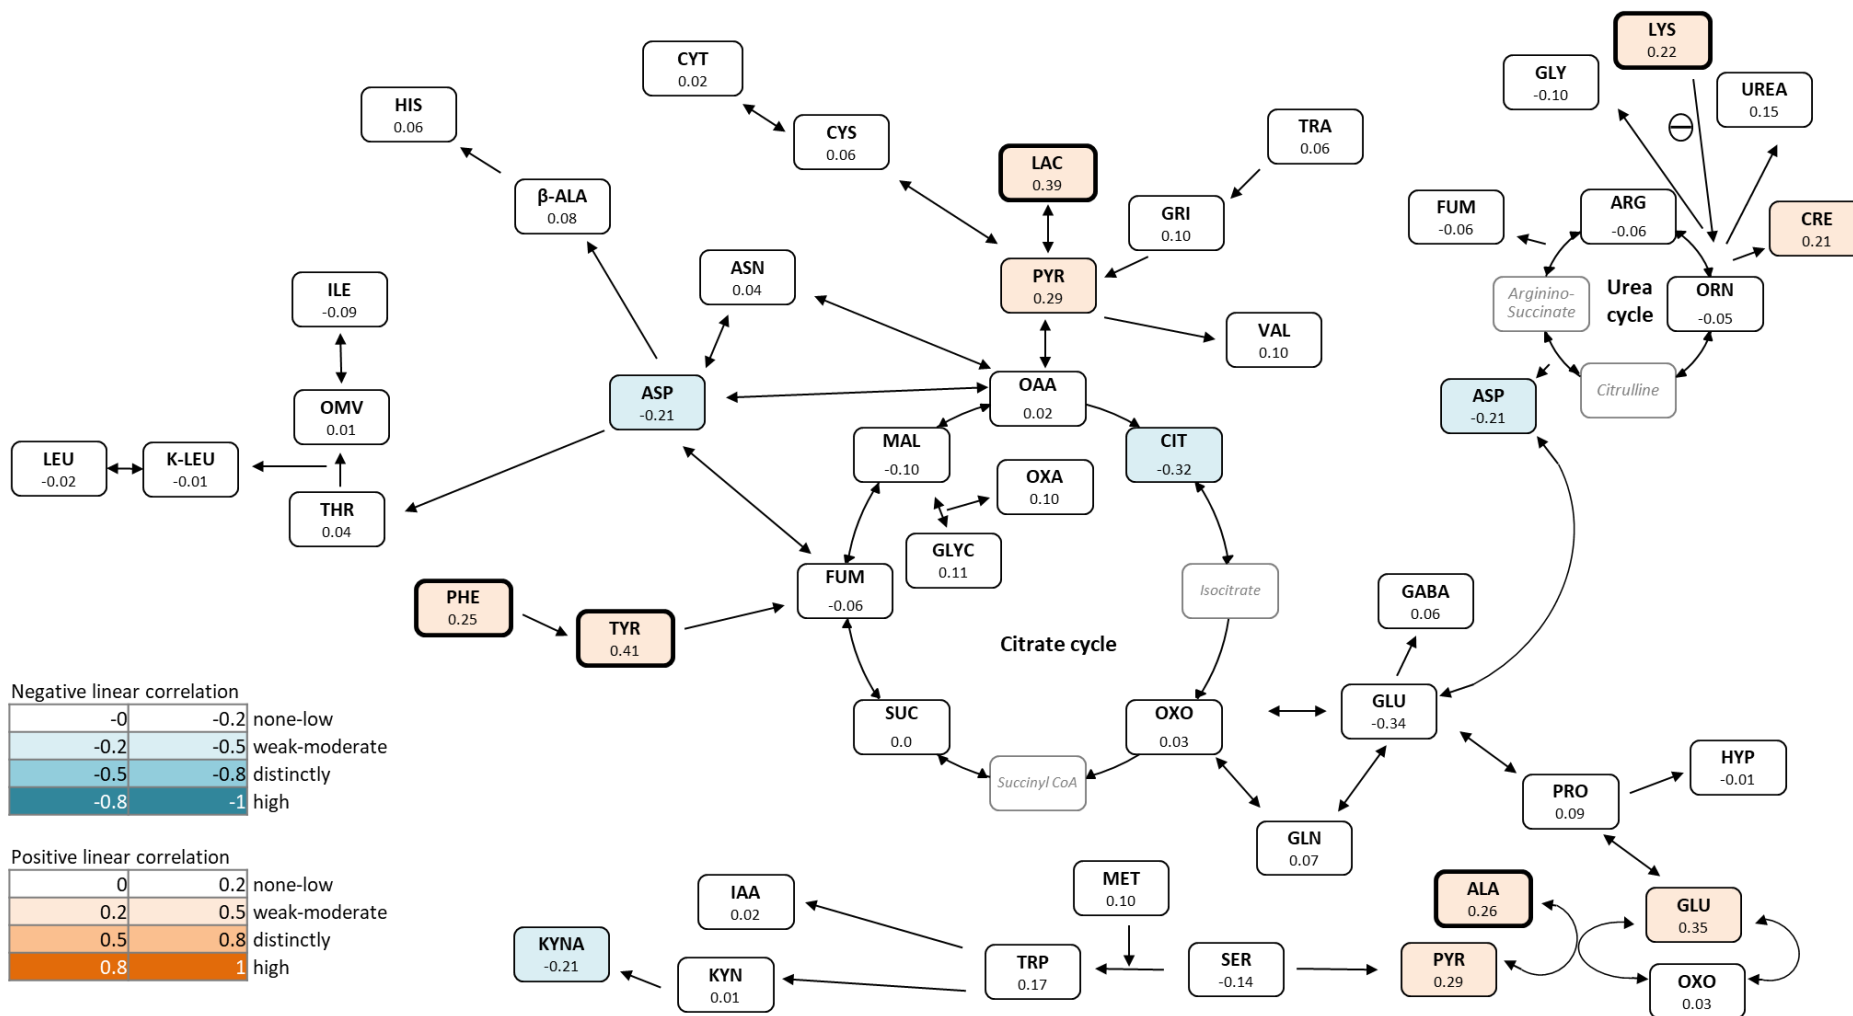 LYS
0.22
CYT
0.02
GLY
-0.10
UREA
0.15
HIS
0.06
CYS
0.06
TRA
0.06
LAC
0.39
β-ALA
0.08
GRI
0.10
FUM
-0.06
ARG
-0.06
CRE
0.21
ASN
0.04
PYR
0.29
ILE
-0.09
Arginino-
Succinate
Urea
cycle
ORN
-0.05
VAL
0.10
ASP
-0.21
OAA
0.02
ASP
-0.21
Citrulline
OMV
0.01
MAL
-0.10
CIT
-0.32
LEU
-0.02
K-LEU
-0.01
OXA
0.10
THR
0.04
GLYC
0.11
PHE
0.25
FUM
-0.06
Isocitrate
GABA
0.06
TYR
0.41
Citrate cycle
Negative linear correlation
-0 -0.2 none-low
-0.2 -0.5 weak-moderate
-0.5 -0.8 distinctly
-0.8 -1 high
SUC
0.0
OXO
0.03
GLU
-0.34
Succinyl CoA
HYP
-0.01
PRO
0.09
GLN
0.07
Positive linear correlation
0 0.2 none-low
0.2 0.5 weak-moderate
0.5 0.8 distinctly
0.8 1 high
IAA
0.02
MET
0.10
ALA
0.26
GLU
0.35
KYNA
-0.21
KYN
0.01
TRP
0.17
SER
-0.14
PYR
0.29
OXO
0.03